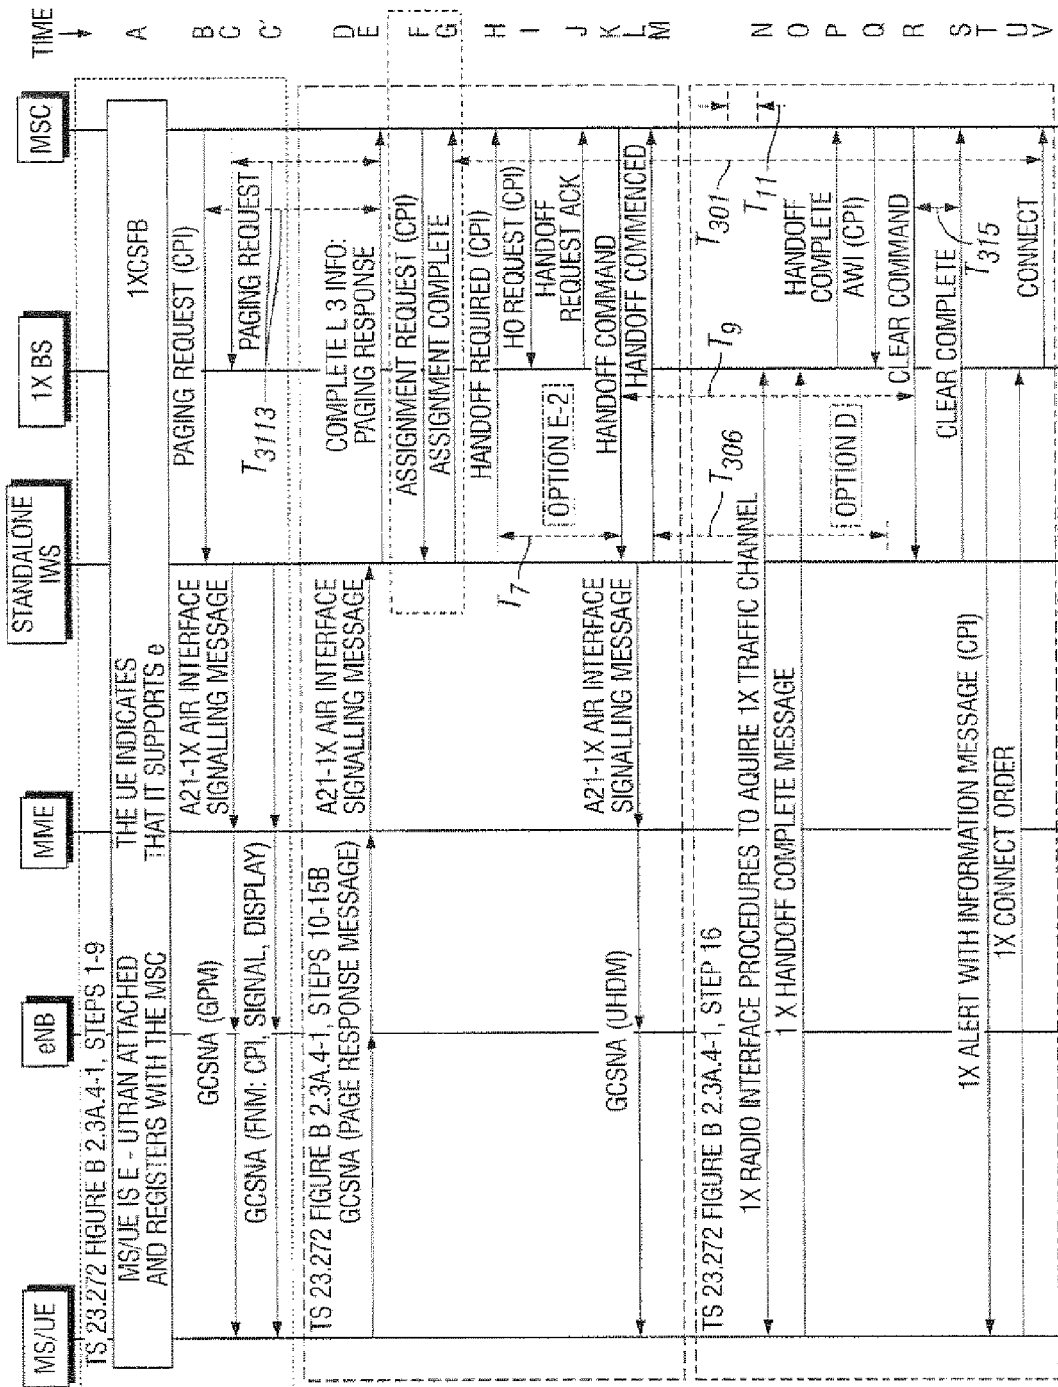 MS/UE
eNB
MME
STANDALONE
IWS
1X BS
MSC
TIME
TS, 23.272 FIGURE B 2.3A.4-1, STEPS 1-9
MS/UE IS E - UTRAN ATTACHED
AND REGISTERS WITH THE MSC
THE UE INDICATES
THAT IT SUPPORTS e
1XCSFB
A
PAGING REQUEST (CPI)
B
A21-1X AIR INTERFACE
SIGNALLING MESSAGE
GCSNA (GPM)
PAGING REQUEST
C
GCSNA (FNM: CPI, SIGNAL, DISPLAY)
T3113
C'
TS 23.272 FIGURE B 2.3A.4-1, STEPS 10-15B
GCSNA (PAGE RESPONSE MESSAGE)
A21-1X AIR INTERFACE
SIGNALLING MESSAGE
COMPLETE L 3 INFO:
PAGING RESPONSE
D
E
ASSIGNMENT REQUEST (CPI)
F
ASSIGNMENT COMPLETE
G
HANDOFF REQUIRED (CPI)
H
HO REQUEST (CPI)
I
T7
OPTION E-2
HANDOFF
REQUEST ACK
J
HANDOFF COMMAND
K
GCSNA (UHDM)
A21-1X AIR INTERFACE
SIGNALLING MESSAGE
L
HANDOFF COMMENCED
M
TS 23.272 FIGURE B 2.3A.4-1, STEP 16
T306
T9
T301
T11
1X RADIO INTERFACE PROCEDURES TO AQUIRE 1X TRAFFIC CHANNEL
N
1 X HANDOFF COMPLETE MESSAGE
O
HANDOFF
COMPLETE
P
OPTION D
AWI (CPI)
Q
CLEAR COMMAND
R
CLEAR COMPLETE
S
T315
1X ALERT WITH INFORMATION MESSAGE (CPI)
T
1X CONNECT ORDER
U
CONNECT
V